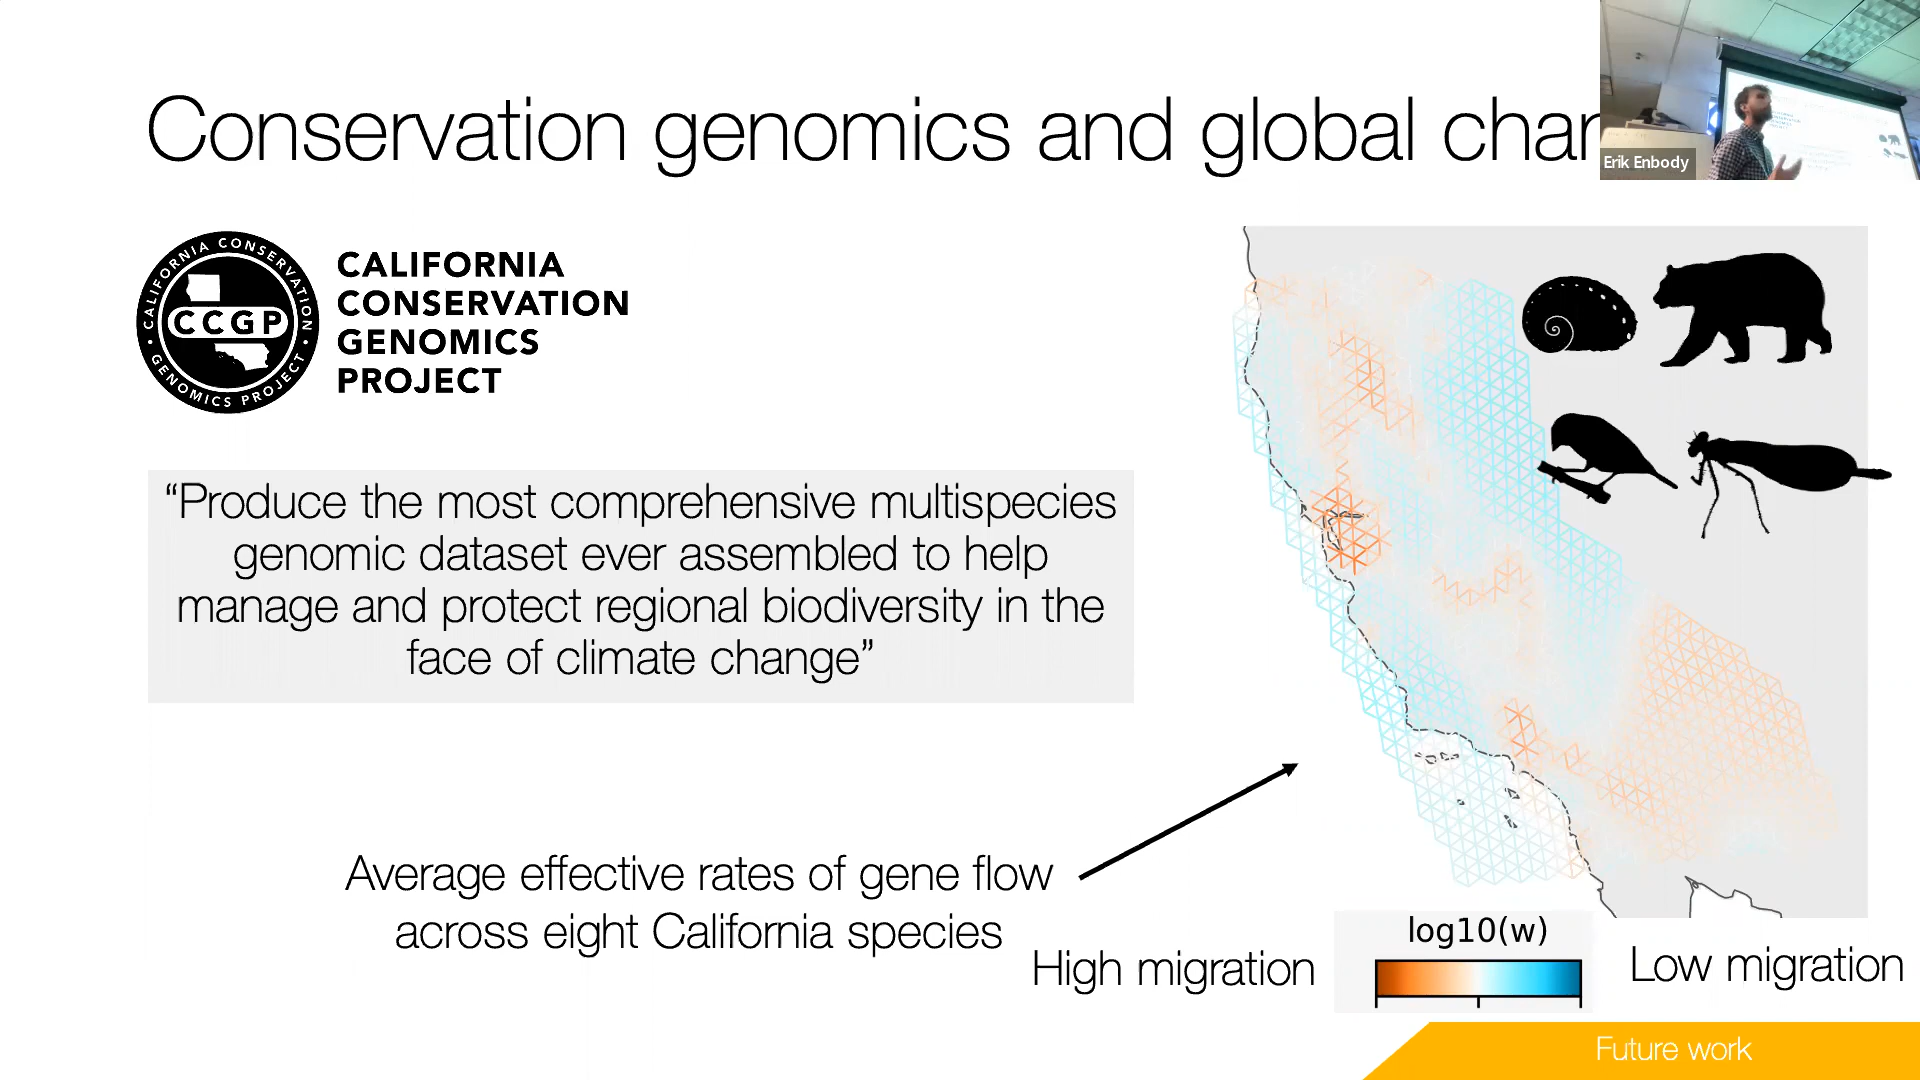 Conservation genomics and global chan
Erik Enbody
CALIFORNIA CONSERVATION
CCGP
GENOMICS PROJECT
CALIFORNIA
CONSERVATION
GENOMICS
PROJECT
“Produce the most comprehensive multispecies
genomic dataset ever assembled to help
manage and protect regional biodiversity in the
face of climate change”
Average effective rates of gene flow
across eight California species
log10(w)
High migration
Low migration
Future work